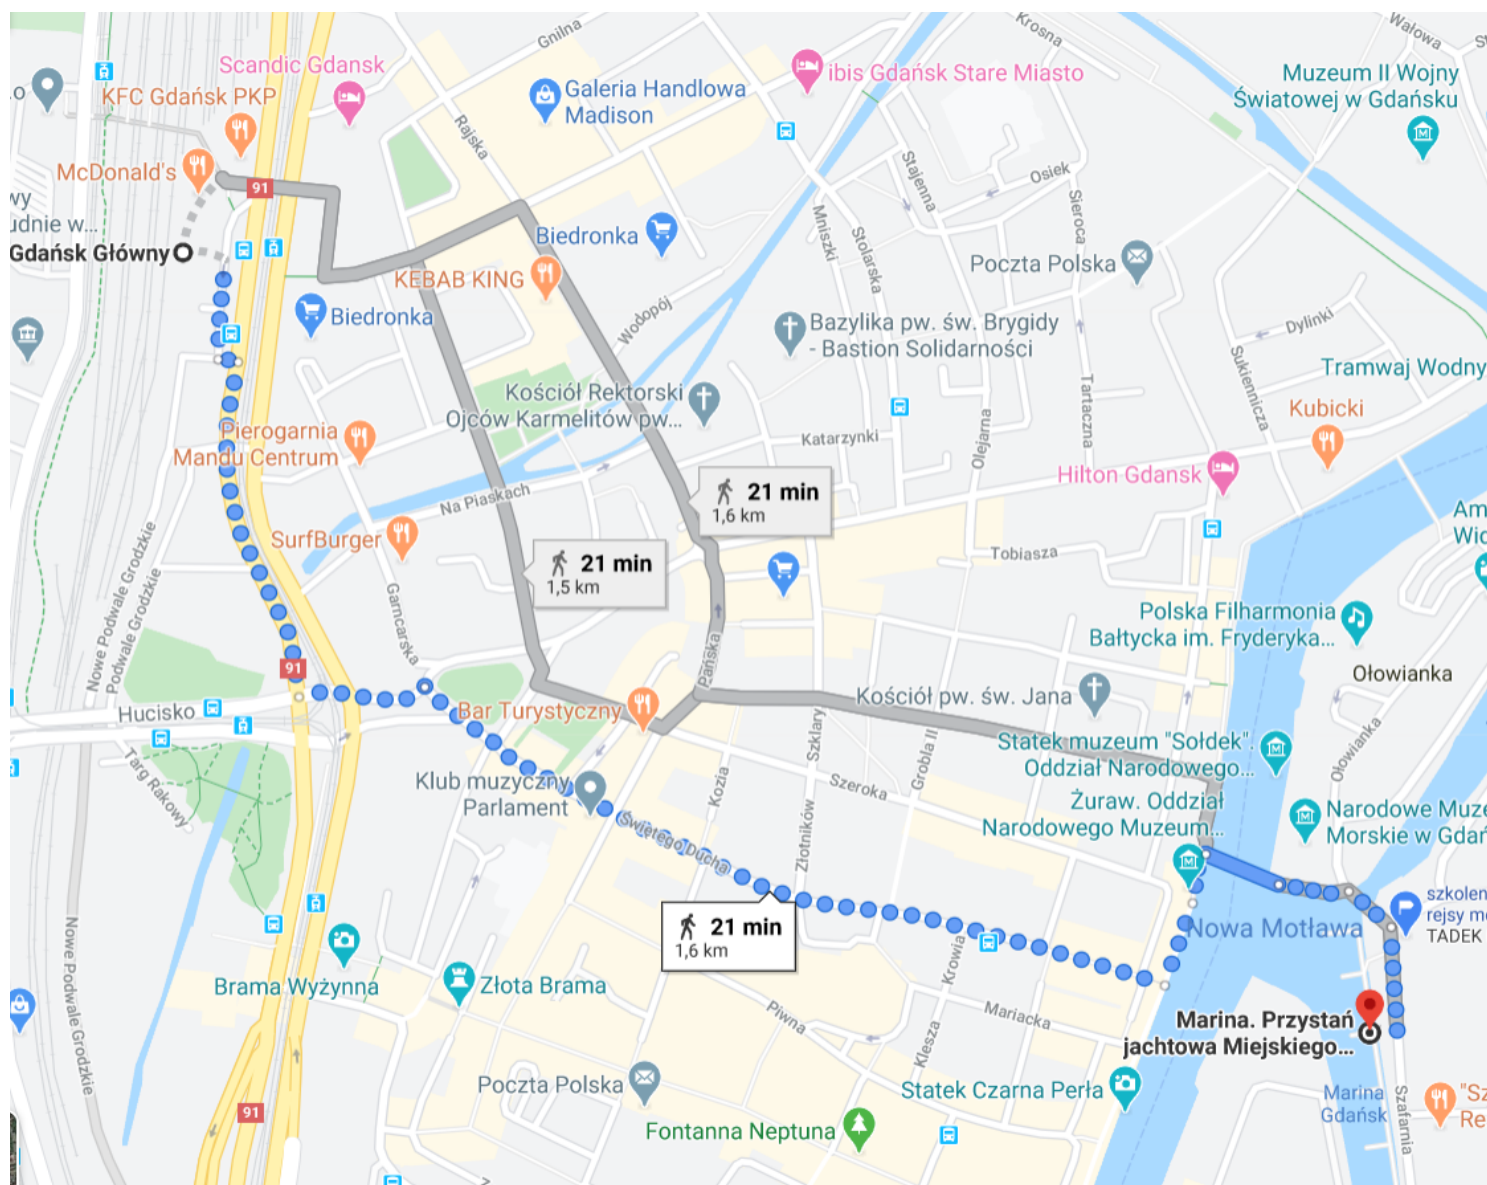 Gnilna
Krosna
Wałowa
Scandic Gdansk
ibis Gdańsk Stare Miasto
Muzeum II Wojny
Światowej w Gdańsku
KFC Gdańsk PKP
Galeria Handlowa
Madison
Rajska
McDonald's
91
Stajenna
Osiek
Sieroca
udnie w...
Gdańsk Główny
Biedronka
Mniszki
Stolarska
Poczta Polska
KEBAB KING
Biedronka
Wodopój
Bazylika pw. św. Brygidy
- Bastion Solidarności
Dylinki
Sukiennicza
Tramwaj Wodny
Kościół Rektorski
Ojców Karmelitów pw...
Tartaczna
Kubicki
Pierogarnia
Mandu Centrum
Katarzynki
Olejarna
Hilton Gdansk
Na Piaskach
21 min
1,6 km
SurfBurger
Tobiasza
21 min
1,5 km
Nowe Podwale Grodzkie
Podwale Grodzkie
Garncarska
Polska Filharmonia
Bałtycka im. Fryderyka...
Pańska
91
Ołowianka
Hucisko
Kościół pw. św. Jana
Bar Turystyczny
Targ Rakowy
Szklary
Grobla II
Statek muzeum "Sołdek".
Oddział Narodowego...
Ołowianka
Klub muzyczny
Parlament
Kozia
Szeroka
Żuraw. Oddział
Narodowego Muzeum...
Narodowe Muze
Morskie w Gdań
Świętego Ducha
Złotników
szkolen
rejsy mo
TADEK
21 min
1,6 km
Nowa Motława
Nowe Podwale Grodzkie
Krowia
Brama Wyżynna
Złota Brama
Piwna
Mariacka
Klesza
Marina. Przystań
jachtowa Miejskiego...
Poczta Polska
Statek Czarna Perła
Marina
Gdańsk
Szafarnia
"Sz
Re
91
Fontanna Neptuna